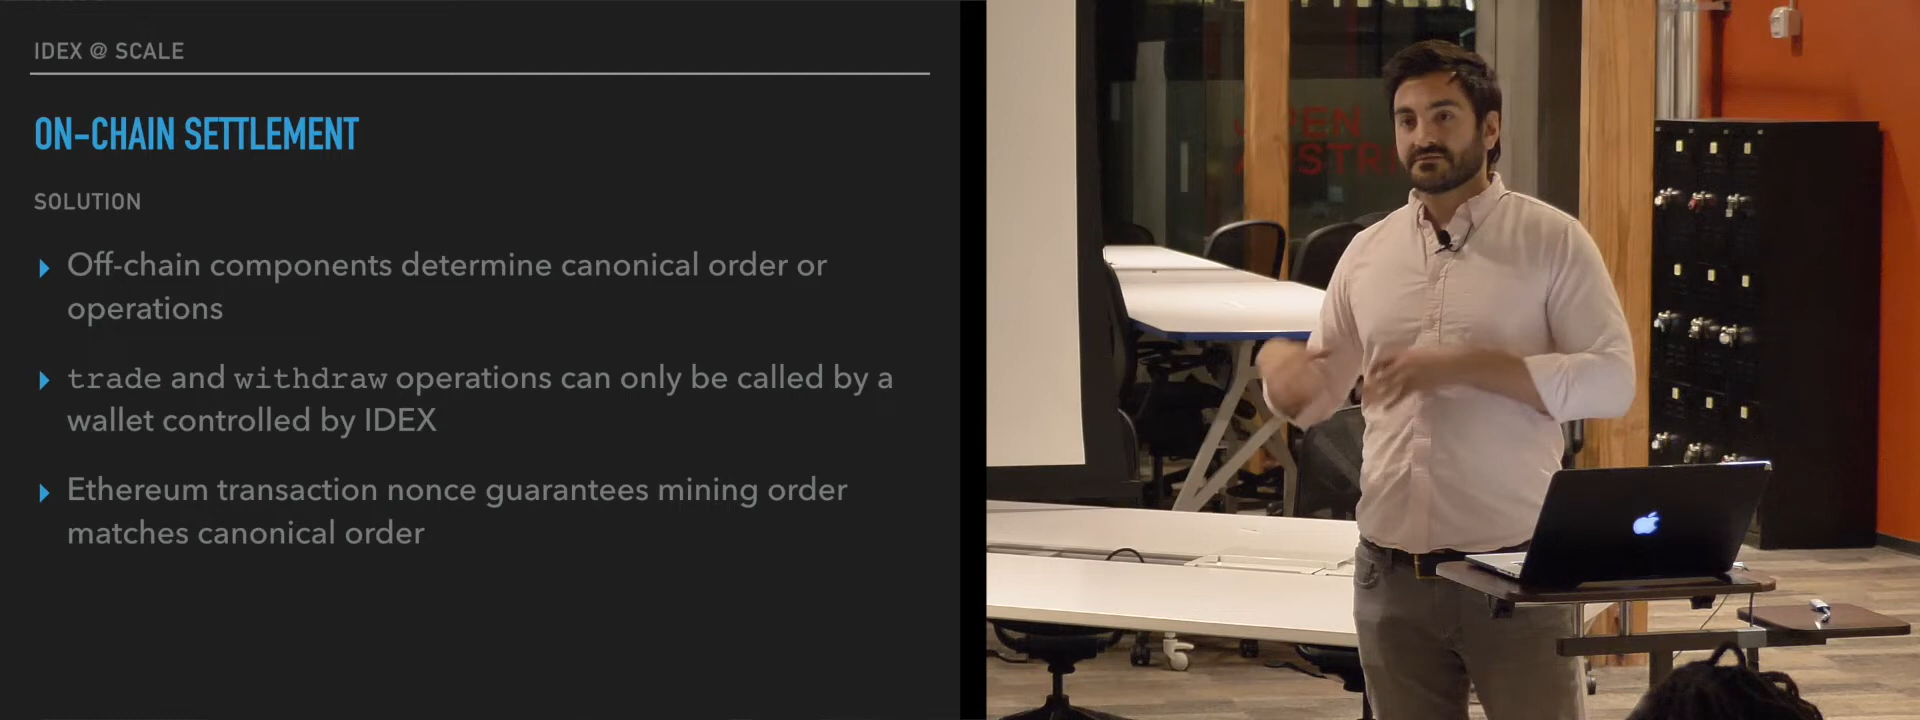 IDEX @ SCALE
ON-CHAIN SETTLEMENT
SOLUTION
Off-chain components determine canonical order or
operations
trade and withdraw operations can only be called by a
wallet controlled by IDEX
Ethereum transaction nonce guarantees mining order
matches canonical order